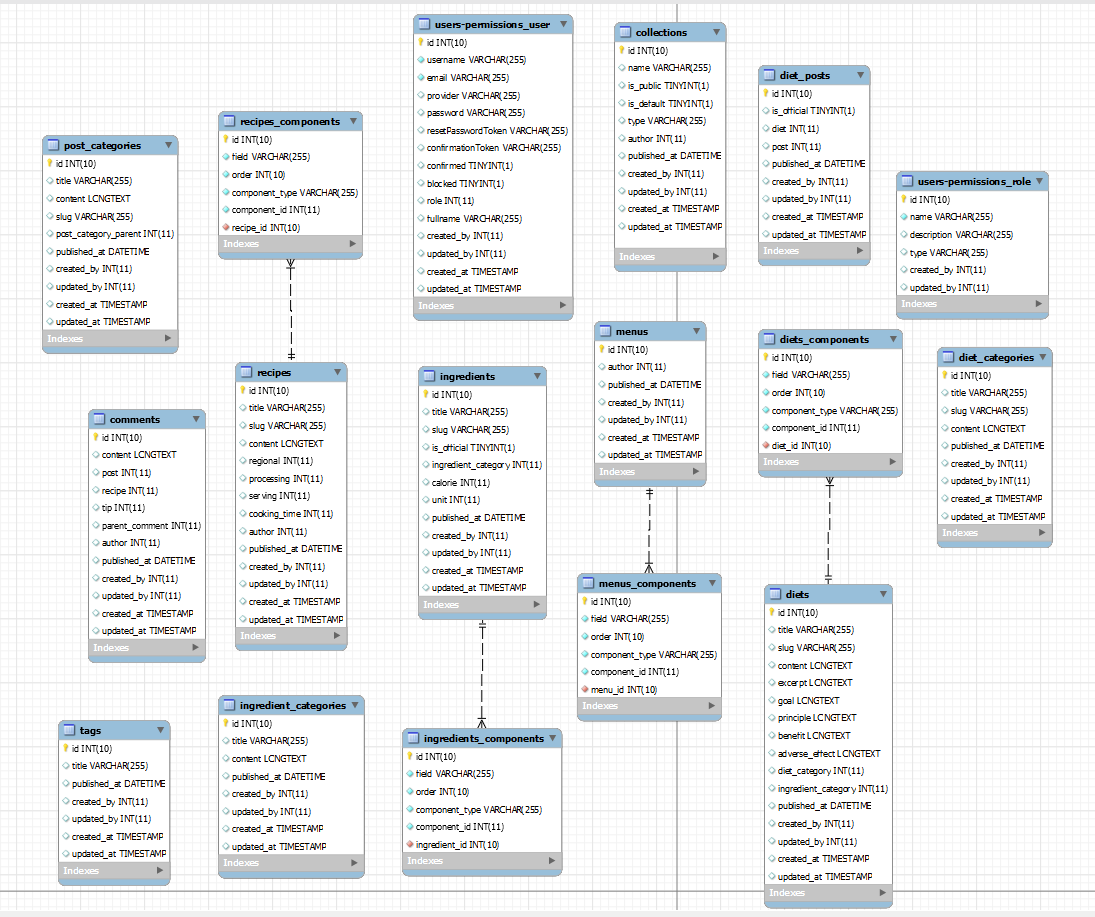 users-permissions_user
id INT(10)
username VARCHAR(255)
email VARCHAR(255)
provider VARCHAR(255)
password VARCHAR(255)
resetPasswordToken VARCHAR(255)
confirmationToken VARCHAR(255)
confirmed TINYINT(1)
blocked TINYINT(1)
role INT(11)
fullname VARCHAR(255)
created_by INT(11)
updated_by INT(11)
created_at TIMESTAMP
updated_at TIMESTAMP
Indexes
collections
id INT(10)
name VARCHAR(255)
is_public TINYINT(1)
is_default TINYINT(1)
type VARCHAR(255)
author INT(11)
published_at DATETIME
created_by INT(11)
updated_by INT(11)
created_at TIMESTAMP
updated_at TIMESTAMP
Indexes
diet_posts
id INT(10)
is_official TINYINT(1)
diet INT(11)
post INT(11)
published_at DATETIME
created_by INT(11)
updated_by INT(11)
created_at TIMESTAMP
updated_at TIMESTAMP
Indexes
recipes_components
id INT(10)
field VARCHAR(255)
order INT(10)
component_type VARCHAR(255)
component_id INT(11)
recipe_id INT(10)
Indexes
post_categories
id INT(10)
title VARCHAR(255)
content LONGTEXT
slug VARCHAR(255)
post_category_parent INT(11)
published_at DATETIME
created_by INT(11)
updated_by INT(11)
created_at TIMESTAMP
updated_at TIMESTAMP
Indexes
users-permissions_role
id INT(10)
name VARCHAR(255)
description VARCHAR(255)
type VARCHAR(255)
created_by INT(11)
updated_by INT(11)
Indexes
menus
id INT(10)
author INT(11)
published_at DATETIME
created_by INT(11)
updated_by INT(11)
created_at TIMESTAMP
updated_at TIMESTAMP
Indexes
diets_components
id INT(10)
field VARCHAR(255)
order INT(10)
component_type VARCHAR(255)
component_id INT(11)
diet_id INT(10)
Indexes
diet_categories
id INT(10)
title VARCHAR(255)
slug VARCHAR(255)
content LONGTEXT
published_at DATETIME
created_by INT(11)
updated_by INT(11)
created_at TIMESTAMP
updated_at TIMESTAMP
Indexes
recipes
id INT(10)
title VARCHAR(255)
slug VARCHAR(255)
content LONGTEXT
regional INT(11)
processing INT(11)
serving INT(11)
cooking_time INT(11)
author INT(11)
published_at DATETIME
created_by INT(11)
updated_by INT(11)
created_at TIMESTAMP
updated_at TIMESTAMP
Indexes
ingredients
id INT(10)
title VARCHAR(255)
slug VARCHAR(255)
is_official TINYINT(1)
ingredient_category INT(11)
calorie INT(11)
unit INT(11)
published_at DATETIME
created_by INT(11)
updated_by INT(11)
created_at TIMESTAMP
updated_at TIMESTAMP
Indexes
comments
id INT(10)
content LONGTEXT
post INT(11)
recipe INT(11)
tip INT(11)
parent_comment INT(11)
author INT(11)
published_at DATETIME
created_by INT(11)
updated_by INT(11)
created_at TIMESTAMP
updated_at TIMESTAMP
Indexes
menus_components
id INT(10)
field VARCHAR(255)
order INT(10)
component_type VARCHAR(255)
component_id INT(11)
menu_id INT(10)
Indexes
diets
id INT(10)
title VARCHAR(255)
slug VARCHAR(255)
content LONGTEXT
excerpt LONGTEXT
goal LONGTEXT
principle LONGTEXT
benefit LONGTEXT
adverse_effect LONGTEXT
diet_category INT(11)
ingredient_category INT(11)
published_at DATETIME
created_by INT(11)
updated_by INT(11)
created_at TIMESTAMP
updated_at TIMESTAMP
Indexes
ingredient_categories
id INT(10)
title VARCHAR(255)
content LONGTEXT
published_at DATETIME
created_by INT(11)
updated_by INT(11)
created_at TIMESTAMP
updated_at TIMESTAMP
Indexes
tags
id INT(10)
title VARCHAR(255)
published_at DATETIME
created_by INT(11)
updated_by INT(11)
created_at TIMESTAMP
updated_at TIMESTAMP
Indexes
ingredients_components
id INT(10)
field VARCHAR(255)
order INT(10)
component_type VARCHAR(255)
component_id INT(11)
ingredient_id INT(10)
Indexes